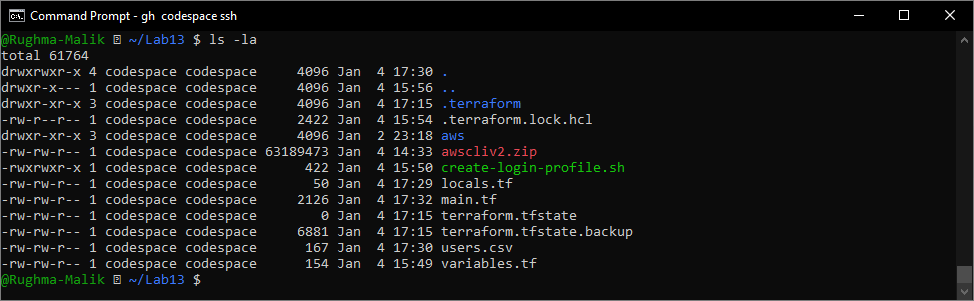 Command Prompt - gh  codespace ssh
@Rughma-Malik ⍰ ~/Lab13 $ ls -la
total 61764
drwxrwxr-x 4 codespace codespace     4096 Jan  4 17:30 .
drwxr-x--- 1 codespace codespace     4096 Jan  4 15:56 ..
drwxr-xr-x 3 codespace codespace     4096 Jan  4 17:15 .terraform
-rw-r--r-- 1 codespace codespace     2422 Jan  4 15:54 .terraform.lock.hcl
drwxr-xr-x 3 codespace codespace     4096 Jan  2 23:18 aws
-rw-rw-r-- 1 codespace codespace 63189473 Jan  4 14:33 awscliv2.zip
-rwxrwxr-x 1 codespace codespace      422 Jan  4 15:50 create-login-profile.sh
-rw-rw-r-- 1 codespace codespace       50 Jan  4 17:29 locals.tf
-rw-rw-r-- 1 codespace codespace     2126 Jan  4 17:32 main.tf
-rw-rw-r-- 1 codespace codespace        0 Jan  4 17:15 terraform.tfstate
-rw-rw-r-- 1 codespace codespace     6881 Jan  4 17:15 terraform.tfstate.backup
-rw-rw-r-- 1 codespace codespace      167 Jan  4 17:30 users.csv
-rw-rw-r-- 1 codespace codespace      154 Jan  4 15:49 variables.tf
@Rughma-Malik ⍰ ~/Lab13 $